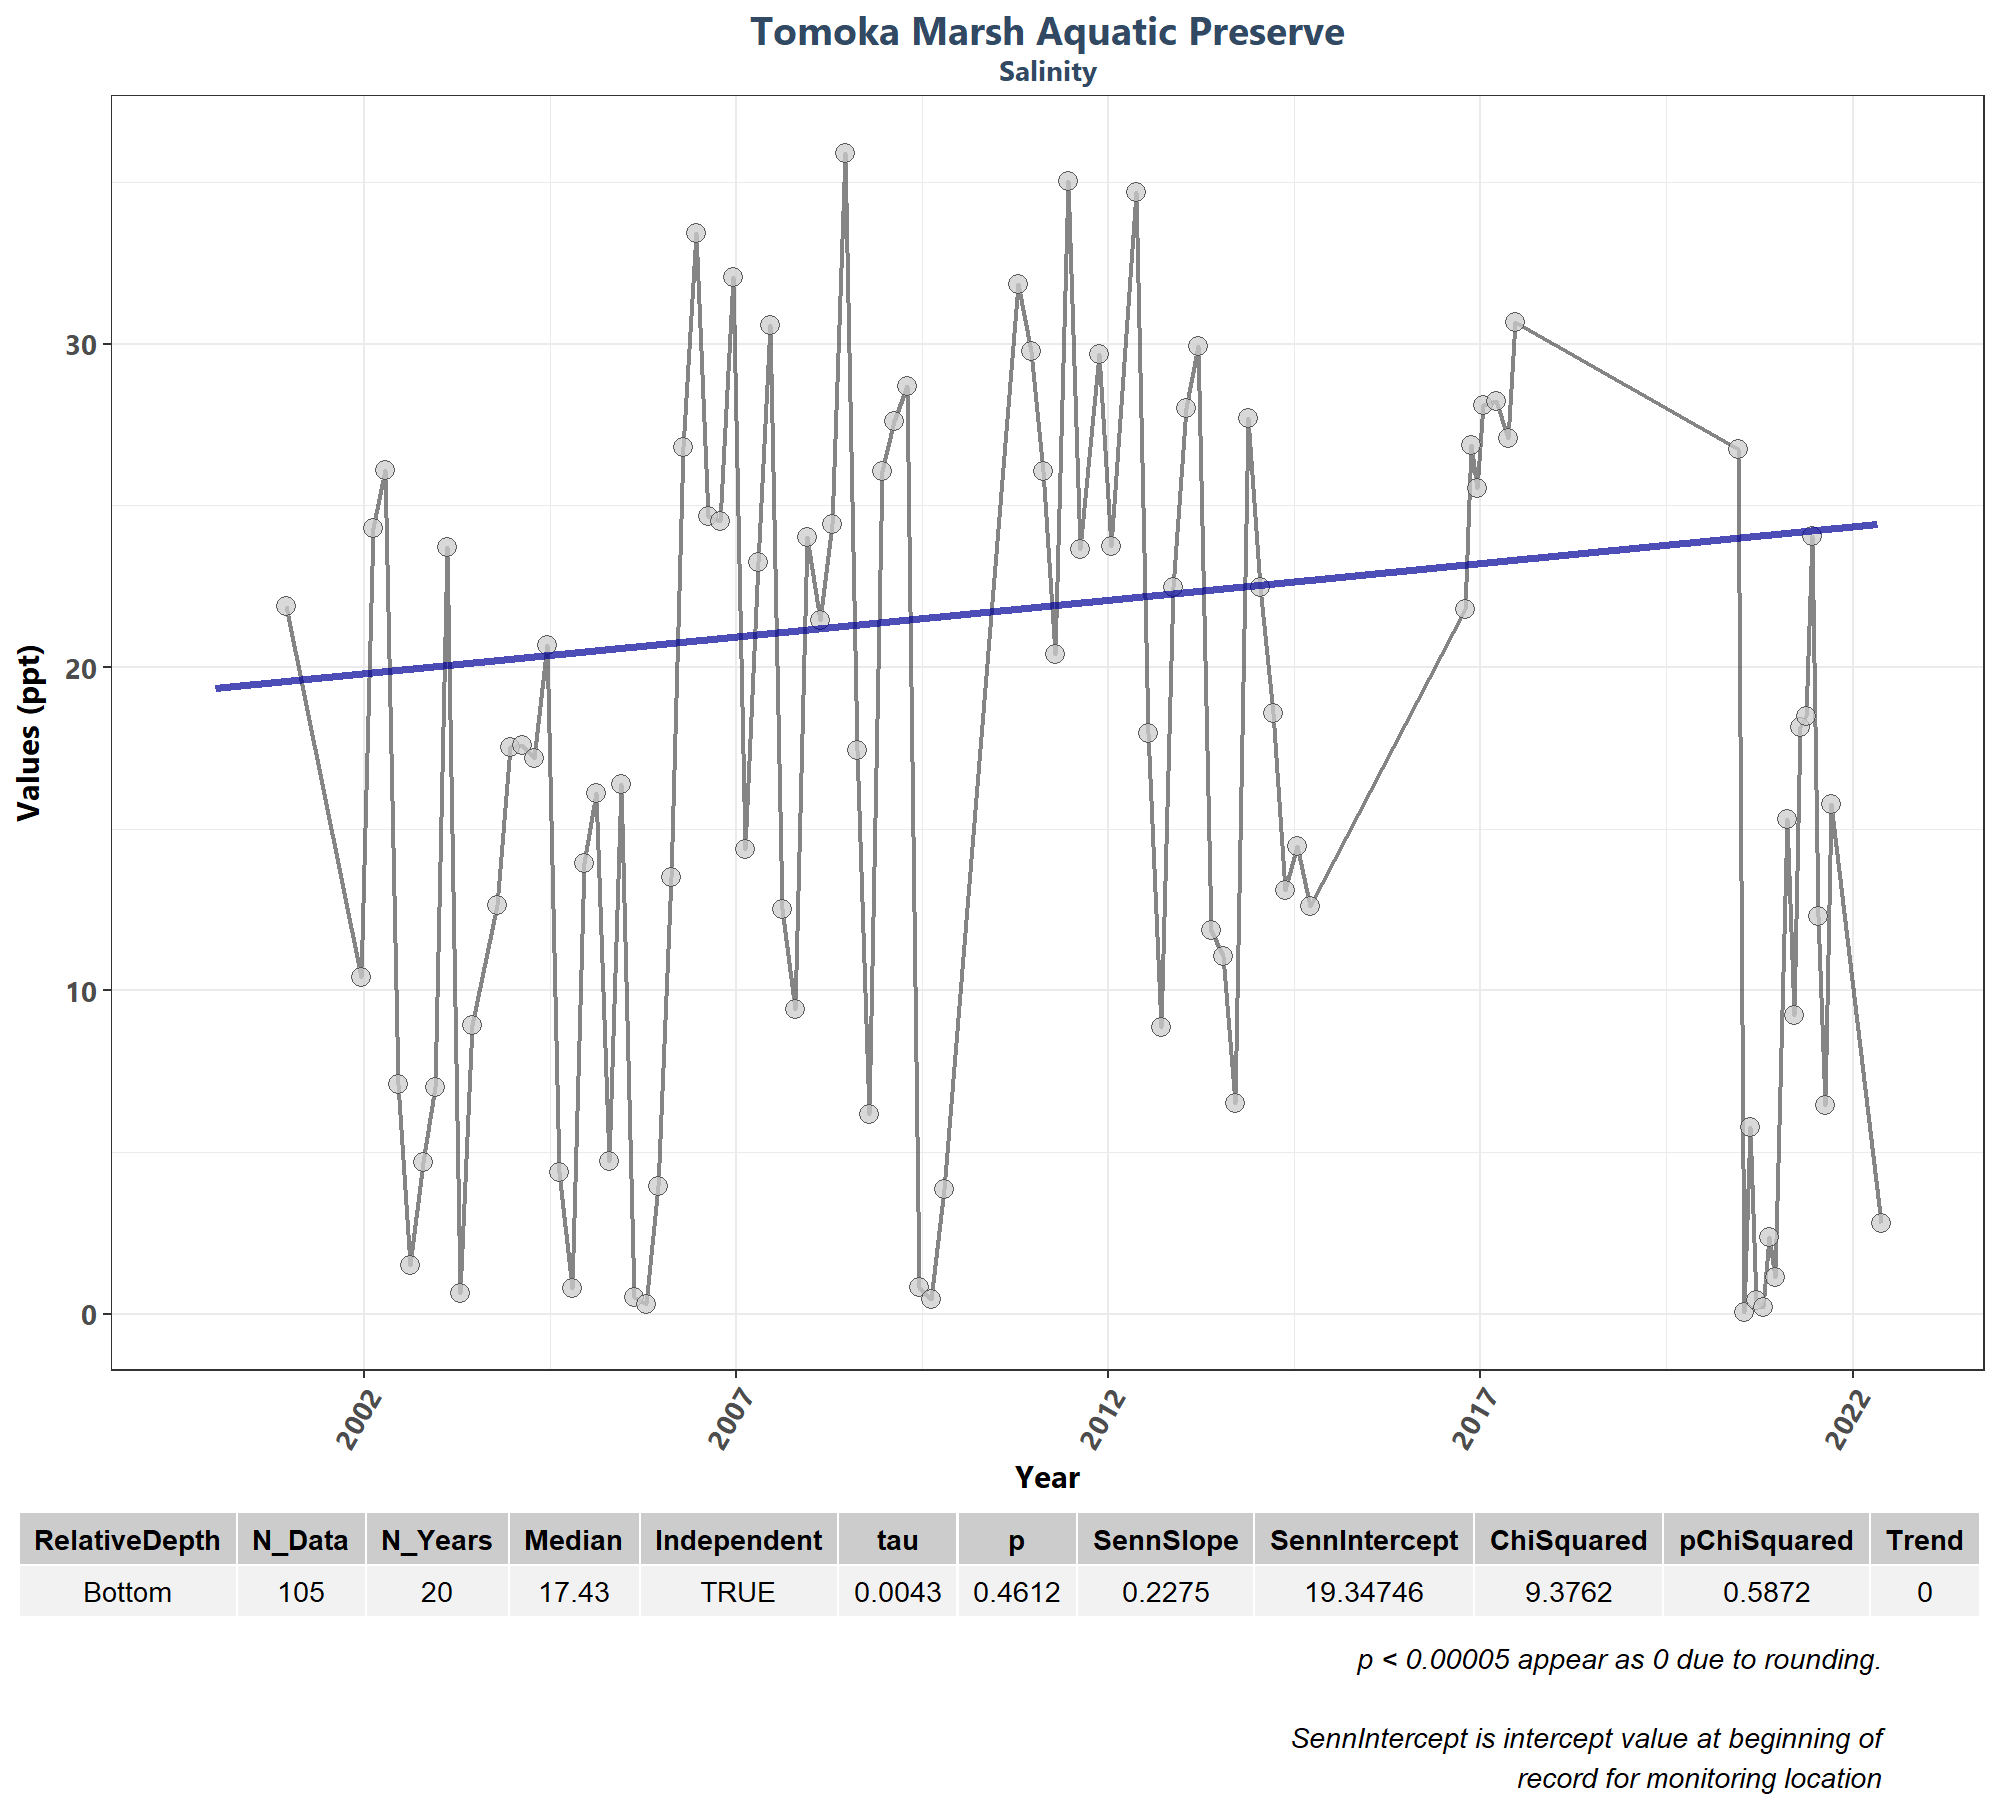 Tomoka Marsh Aquatic Preserve
Salinity
Values (ppt)
30
20
10
0
2002 2007 2012 2017 2022
Year
RelativeDepth N_Data N_Years Median Independent tau p SennSlope SennIntercept ChiSquared pChiSquared Trend
Bottom 105 20 17.43 TRUE 0.0043 0.4612 0.2275 19.34746 9.3762 0.5872 0
p < 0.00005 appear as 0 due to rounding.
SennIntercept is intercept value at beginning of
record for monitoring location